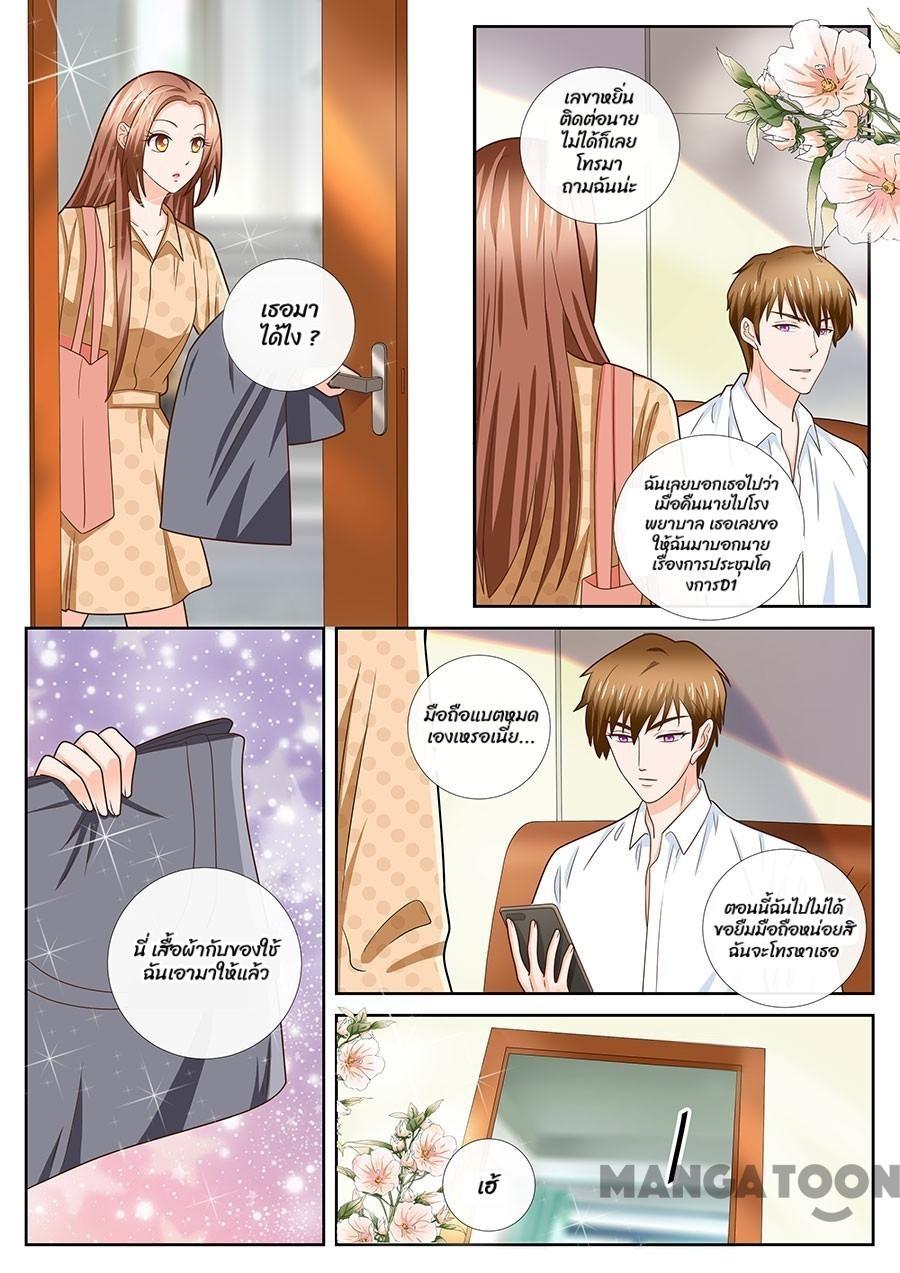 เธอมา
ได้ไง ?
เลขาหยิ่น
ติดต่อนาย
ไม่ได้ก็เลย
โทรมา
ถามฉันน่ะ
ฉันเลยบอกเธอไปว่า
เมื่อคืนนายไปโรง
พยาบาล เธอเลยขอ
ให้ฉันมาบอกนาย
เรื่องการประชุมโค
งการD1
นี่ เสื้อผ้ากับของใช้
ฉันเอามาให้แล้ว
มือถือแบตหมด
เองเหรอเนี่ย...
ตอนนี้ฉันไปไม่ได้
ขอยืมมือถือหน่อยสิ
ฉันจะโทรหาเธอ
เฮ้
MANGATOON